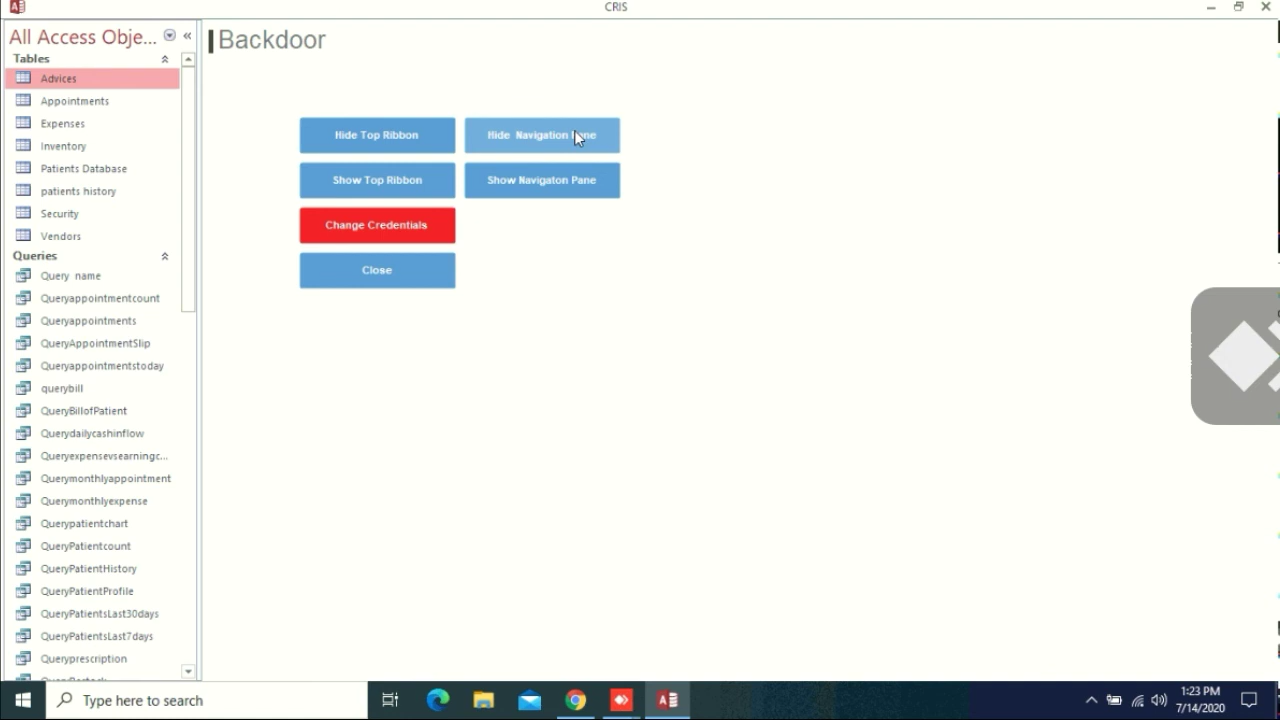 CRIS
All Access Obje...
Tables
Advices
Appointments
Expenses
Inventory
Patients Database
patients history
Security
Vendors
Queries
Query name
Queryappointmentcount
Queryappointments
QueryAppointmentSlip
Queryappointmentstoday
querybill
QueryBillofPatient
Querydailycashinflow
Queryexpensevsearningc...
Querymonthlyappointment
Querymonthlyexpense
Querypatientchart
QueryPatientcount
QueryPatientHistory
QueryPatientProfile
QueryPatientsLast30days
QueryPatientsLast7days
Queryprescription
Backdoor
Hide Top Ribbon
Hide Navigation
Show Top Ribbon
Show Navigaton Pane
Change Credentials
Close
Type here to search
1:23 PM
7/14/2020